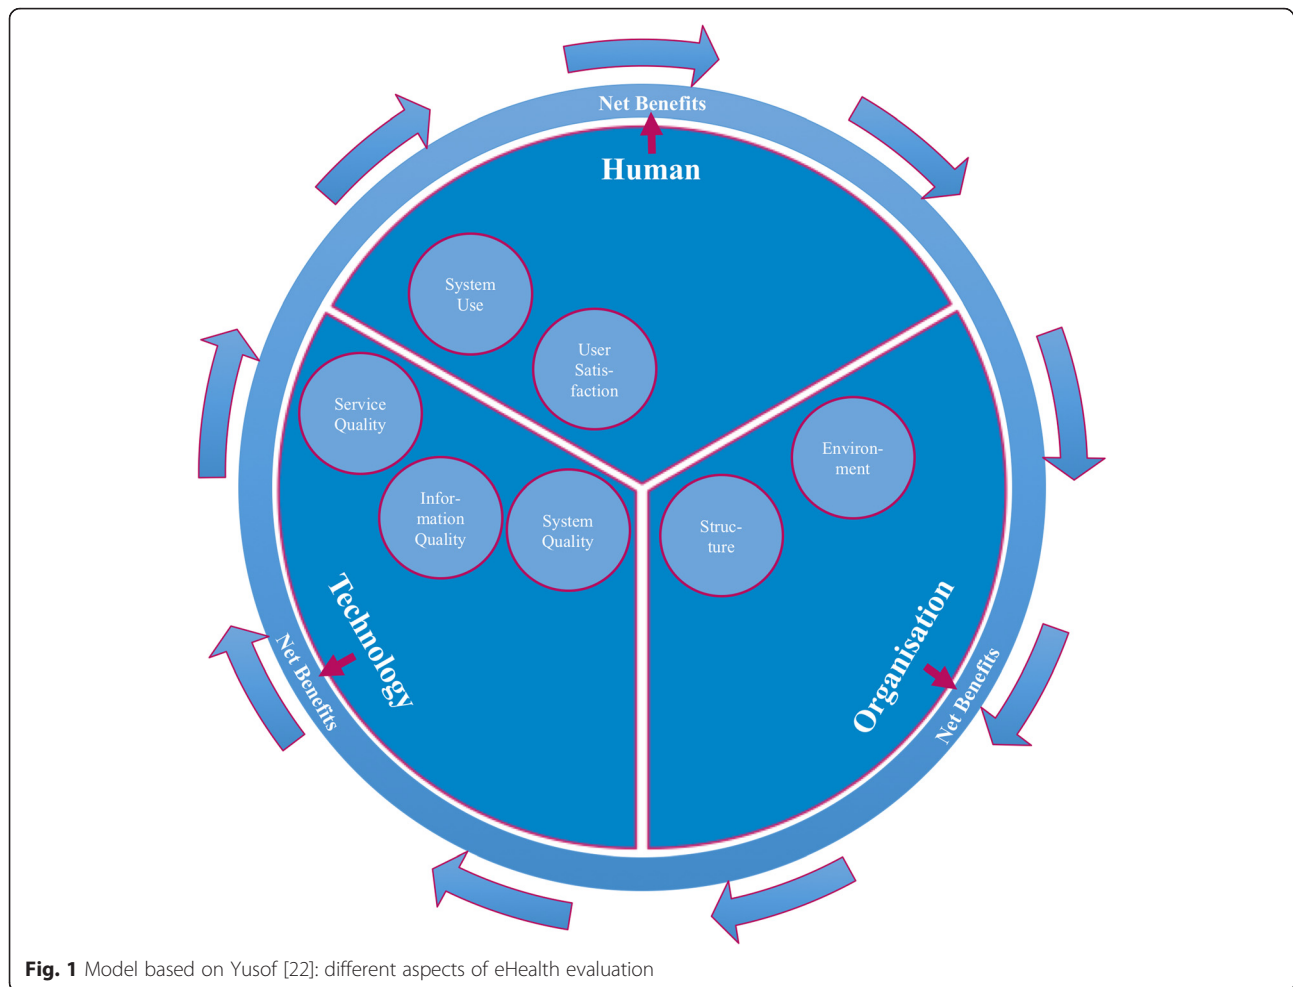 Net Benefits
Human
System
Use
User
Satis-
faction
Service
Quality
Infor-
mation
Quality
System
Quality
Technology
Net Benefits
Environ-
ment
Struc-
ture
Organisation
Net Benefits
Fig. 1 Model based on Yusof [22]: different aspects of eHealth evaluation